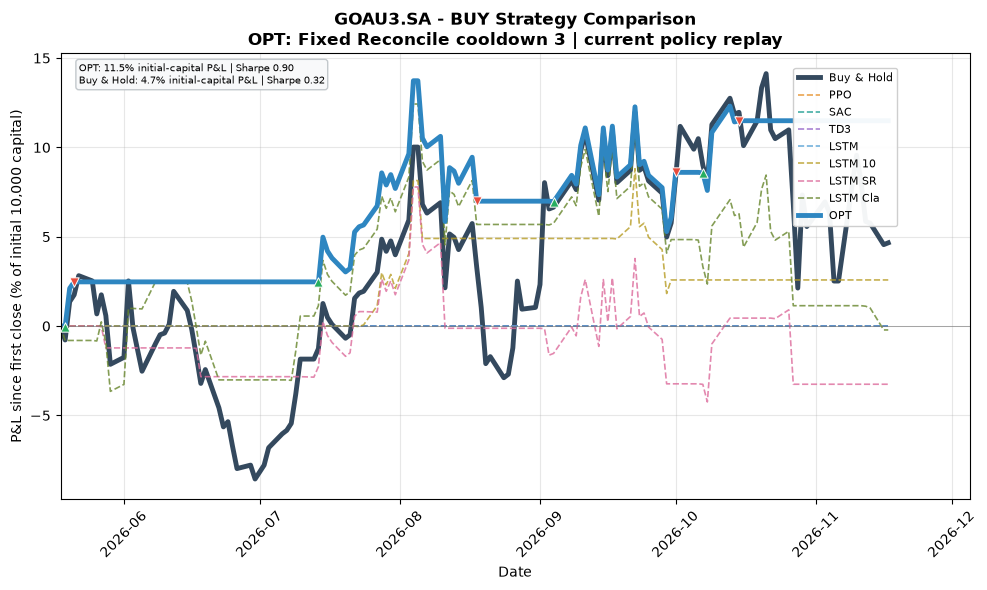 GOAU3.SA - BUY Strategy Comparison
OPT: Fixed Reconcile cooldown 3 | current policy replay
OPT: 11.5% initial-capital P&L | Sharpe 0.90
Buy & Hold: 4.7% initial-capital P&L | Sharpe 0.32
Buy & Hold
PPO
SAC
TD3
LSTM
LSTM 10
LSTM SR
LSTM Cla
OPT
P&L since first close (% of initial 10,000 capital)
15
10
5
0
−5
2026-06
2026-07
2026-08
2026-09
2026-10
2026-11
2026-12
Date